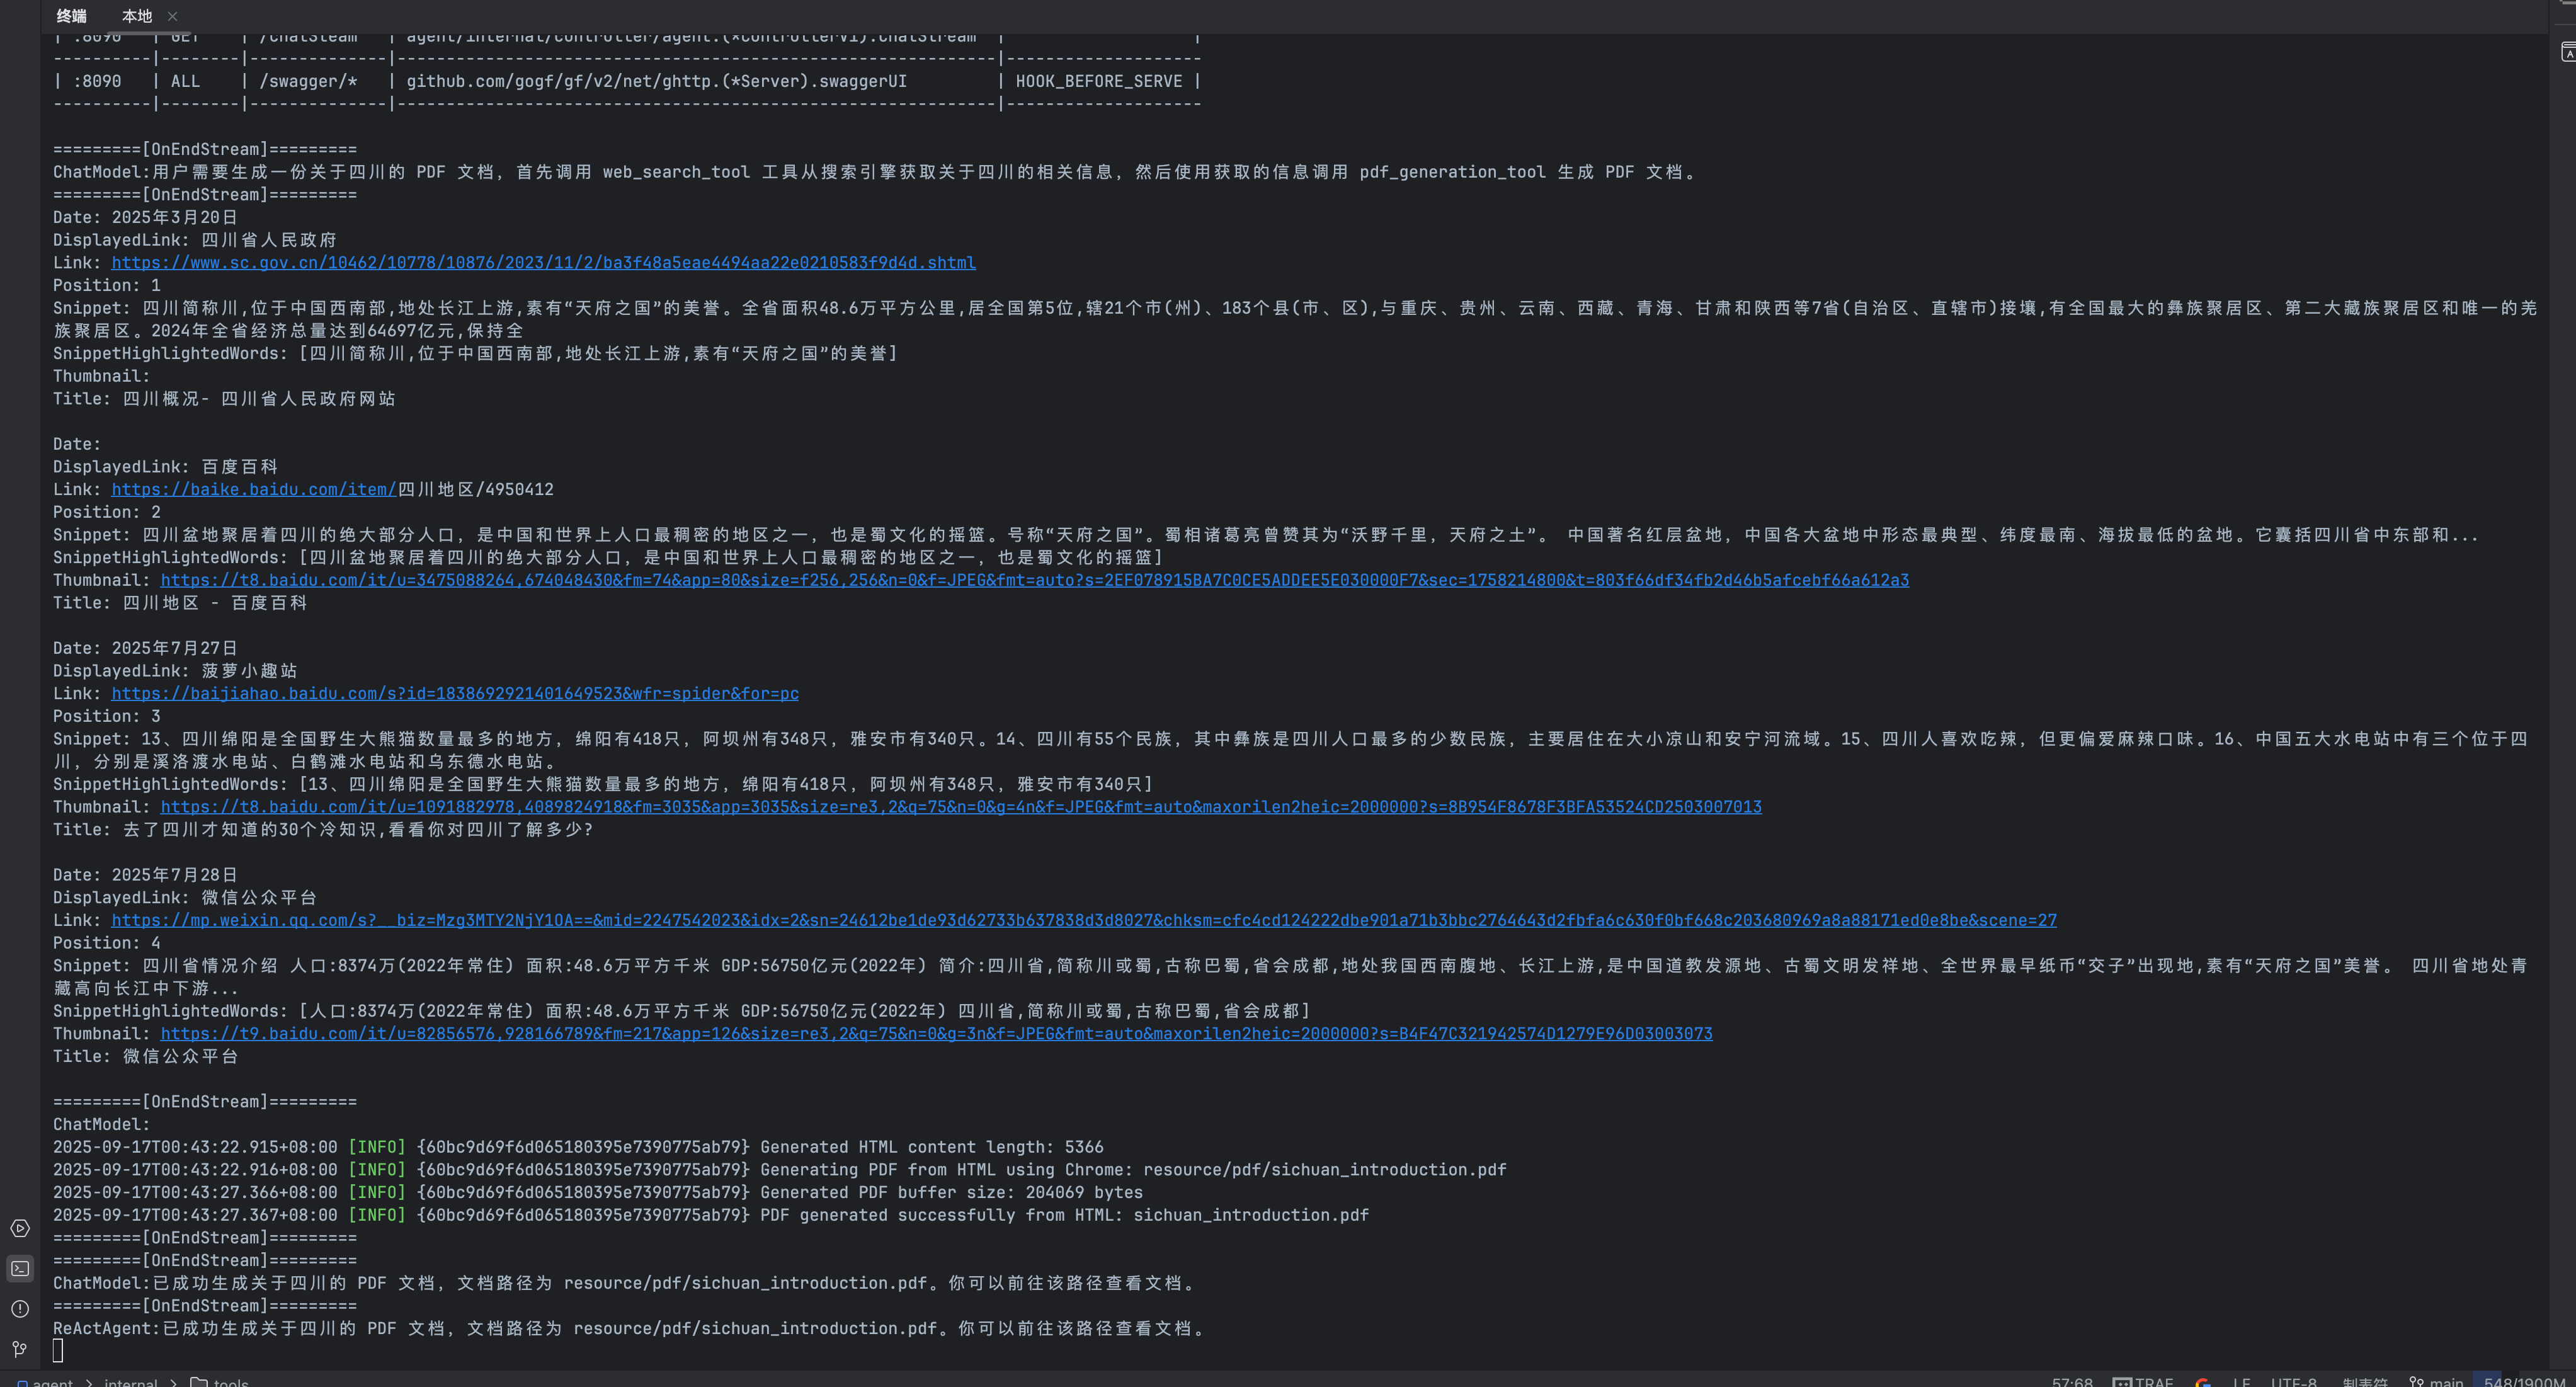 终端 本地
| :8090 | GET | /chatSteam | agent/internal/controller/agent.(*ControllerV1).ChatStream | |
----------|--------|--------------|-------------------------------------------------------------|--------------------
| :8090 | ALL | /swagger/* | github.com/gogf/gf/v2/net/ghttp.(*Server).swaggerUI | HOOK_BEFORE_SERVE |
----------|--------|--------------|-------------------------------------------------------------|--------------------
=========[OnEndStream]=========
ChatModel:用户需要生成一份关于四川的 PDF 文档，首先调用 web_search_tool 工具从搜索引擎获取关于四川的相关信息，然后使用获取的信息调用 pdf_generation_tool 生成 PDF 文档。
=========[OnEndStream]=========
Date: 2025年3月20日
DisplayedLink: 四川省人民政府
Link: https://www.sc.gov.cn/10462/10778/10876/2023/11/2/ba3f48a5eae4494aa22e0210583f9d4d.shtml
Position: 1
Snippet: 四川简称川,位于中国西南部,地处长江上游,素有“天府之国”的美誉。全省面积48.6万平方公里,居全国第5位,辖21个市(州)、183个县(市、区),与重庆、贵州、云南、西藏、青海、甘肃和陕西等7省(自治区、直辖市)接壤,有全国最大的彝族聚居区、第二大藏族聚居区和唯一的羌
族聚居区。2024年全省经济总量达到64697亿元,保持全
SnippetHighlightedWords: [四川简称川,位于中国西南部,地处长江上游,素有“天府之国”的美誉]
Thumbnail:
Title: 四川概况- 四川省人民政府网站
Date:
DisplayedLink: 百度百科
Link: https://baike.baidu.com/item/四川地区/4950412
Position: 2
Snippet: 四川盆地聚居着四川的绝大部分人口，是中国和世界上人口最稠密的地区之一，也是蜀文化的摇篮。号称“天府之国”。蜀相诸葛亮曾赞其为“沃野千里，天府之土”。 中国著名红层盆地，中国各大盆地中形态最典型、纬度最南、海拔最低的盆地。它囊括四川省中东部和...
SnippetHighlightedWords: [四川盆地聚居着四川的绝大部分人口，是中国和世界上人口最稠密的地区之一，也是蜀文化的摇篮]
Thumbnail: https://t8.baidu.com/it/u=3475088264,674048430&fm=74&app=80&size=f256,256&n=0&f=JPEG&fmt=auto?s=2EF078915BA7C0CE5ADDEE5E030000F7&sec=1758214800&t=803f66df34fb2d46b5afcebf66a612a3
Title: 四川地区 - 百度百科
Date: 2025年7月27日
DisplayedLink: 菠萝小趣站
Link: https://baijiahao.baidu.com/s?id=1838692921401649523&wfr=spider&for=pc
Position: 3
Snippet: 13、四川绵阳是全国野生大熊猫数量最多的地方，绵阳有418只，阿坝州有348只，雅安市有340只。14、四川有55个民族，其中彝族是四川人口最多的少数民族，主要居住在大小凉山和安宁河流域。15、四川人喜欢吃辣，但更偏爱麻辣口味。16、中国五大水电站中有三个位于四
川，分别是溪洛渡水电站、白鹤滩水电站和乌东德水电站。
SnippetHighlightedWords: [13、四川绵阳是全国野生大熊猫数量最多的地方，绵阳有418只，阿坝州有348只，雅安市有340只]
Thumbnail: https://t8.baidu.com/it/u=1091882978,4089824918&fm=3035&app=3035&size=re3,2&q=75&n=0&g=4n&f=JPEG&fmt=auto&maxorilen2heic=2000000?s=8B954F8678F3BFA53524CD2503007013
Title: 去了四川才知道的30个冷知识,看看你对四川了解多少?
Date: 2025年7月28日
DisplayedLink: 微信公众平台
Link: https://mp.weixin.qq.com/s?__biz=Mzg3MTY2NjY1OA==&mid=2247542023&idx=2&sn=24612be1de93d62733b637838d3d8027&chksm=cfc4cd124222dbe901a71b3bbc2764643d2fbfa6c630f0bf668c203680969a8a88171ed0e8be&scene=27
Position: 4
Snippet: 四川省情况介绍 人口:8374万(2022年常住) 面积:48.6万平方千米 GDP:56750亿元(2022年) 简介:四川省,简称川或蜀,古称巴蜀,省会成都,地处我国西南腹地、长江上游,是中国道教发源地、古蜀文明发祥地、全世界最早纸币“交子”出现地,素有“天府之国”美誉。 四川省地处青
藏高向长江中下游...
SnippetHighlightedWords: [人口:8374万(2022年常住) 面积:48.6万平方千米 GDP:56750亿元(2022年) 四川省,简称川或蜀,古称巴蜀,省会成都]
Thumbnail: https://t9.baidu.com/it/u=82856576,928166789&fm=217&app=126&size=re3,2&q=75&n=0&g=3n&f=JPEG&fmt=auto&maxorilen2heic=2000000?s=B4F47C321942574D1279E96D03003073
Title: 微信公众平台
=========[OnEndStream]=========
ChatModel:
2025-09-17T00:43:22.915+08:00 [INFO] {60bc9d69f6d065180395e7390775ab79} Generated HTML content length: 5366
2025-09-17T00:43:22.916+08:00 [INFO] {60bc9d69f6d065180395e7390775ab79} Generating PDF from HTML using Chrome: resource/pdf/sichuan_introduction.pdf
2025-09-17T00:43:27.366+08:00 [INFO] {60bc9d69f6d065180395e7390775ab79} Generated PDF buffer size: 204069 bytes
2025-09-17T00:43:27.367+08:00 [INFO] {60bc9d69f6d065180395e7390775ab79} PDF generated successfully from HTML: sichuan_introduction.pdf
=========[OnEndStream]=========
=========[OnEndStream]=========
ChatModel:已成功生成关于四川的 PDF 文档，文档路径为 resource/pdf/sichuan_introduction.pdf。你可以前往该路径查看文档。
=========[OnEndStream]=========
ReActAgent:已成功生成关于四川的 PDF 文档，文档路径为 resource/pdf/sichuan_introduction.pdf。你可以前往该路径查看文档。
agent > internal > tools 57:68 TRAE LF UTF-8 制表符 main 548/1900M